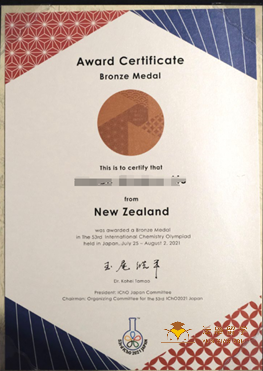 Award Certificate
Bronze Medal
This is to certify that
from
New Zealand
was awarded a Bronze Medal
in The 53rd International Chemistry Olympiad
held in Japan, July 25 - August 2, 2021
Dr. Kohei Tamao
President: IChO Japan Committee
Chairman: Organizing Committee for the 53rd IChO2021 Japan